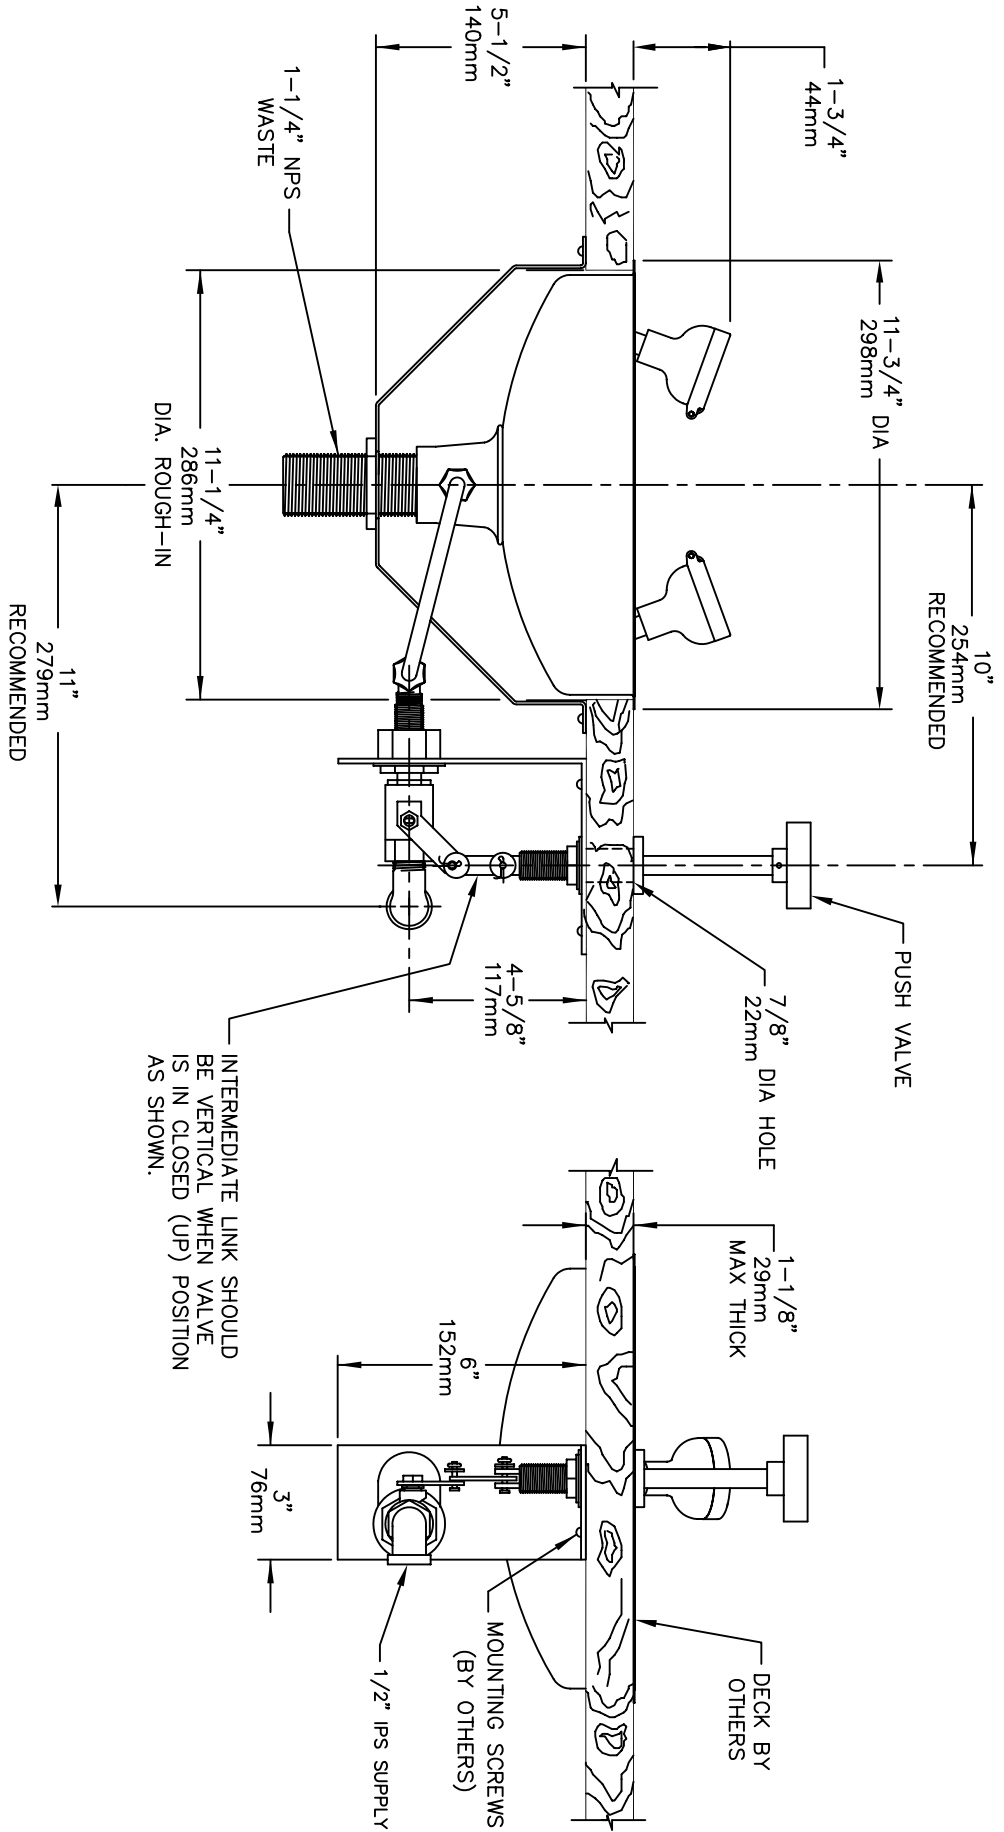 1-3/4"
44mm
5-1/2"
140mm
1-1/4" NPS
WASTE
11-3/4"
298mm DIA
10"
254mm
RECOMMENDED
11-1/4"
286mm
DIA. ROUGH-IN
11"
279mm
RECOMMENDED
PUSH VALVE
7/8"
22mm DIA HOLE
4-5/8"
117mm
INTERMEDIATE LINK SHOULD
BE VERTICAL WHEN VALVE
IS IN CLOSED (UP) POSITION
AS SHOWN.
1-1/8"
29mm
MAX THICK
6"
152mm
3"
76mm
DECK BY
OTHERS
MOUNTING SCREWS
(BY OTHERS)
1/2" IPS SUPPLY